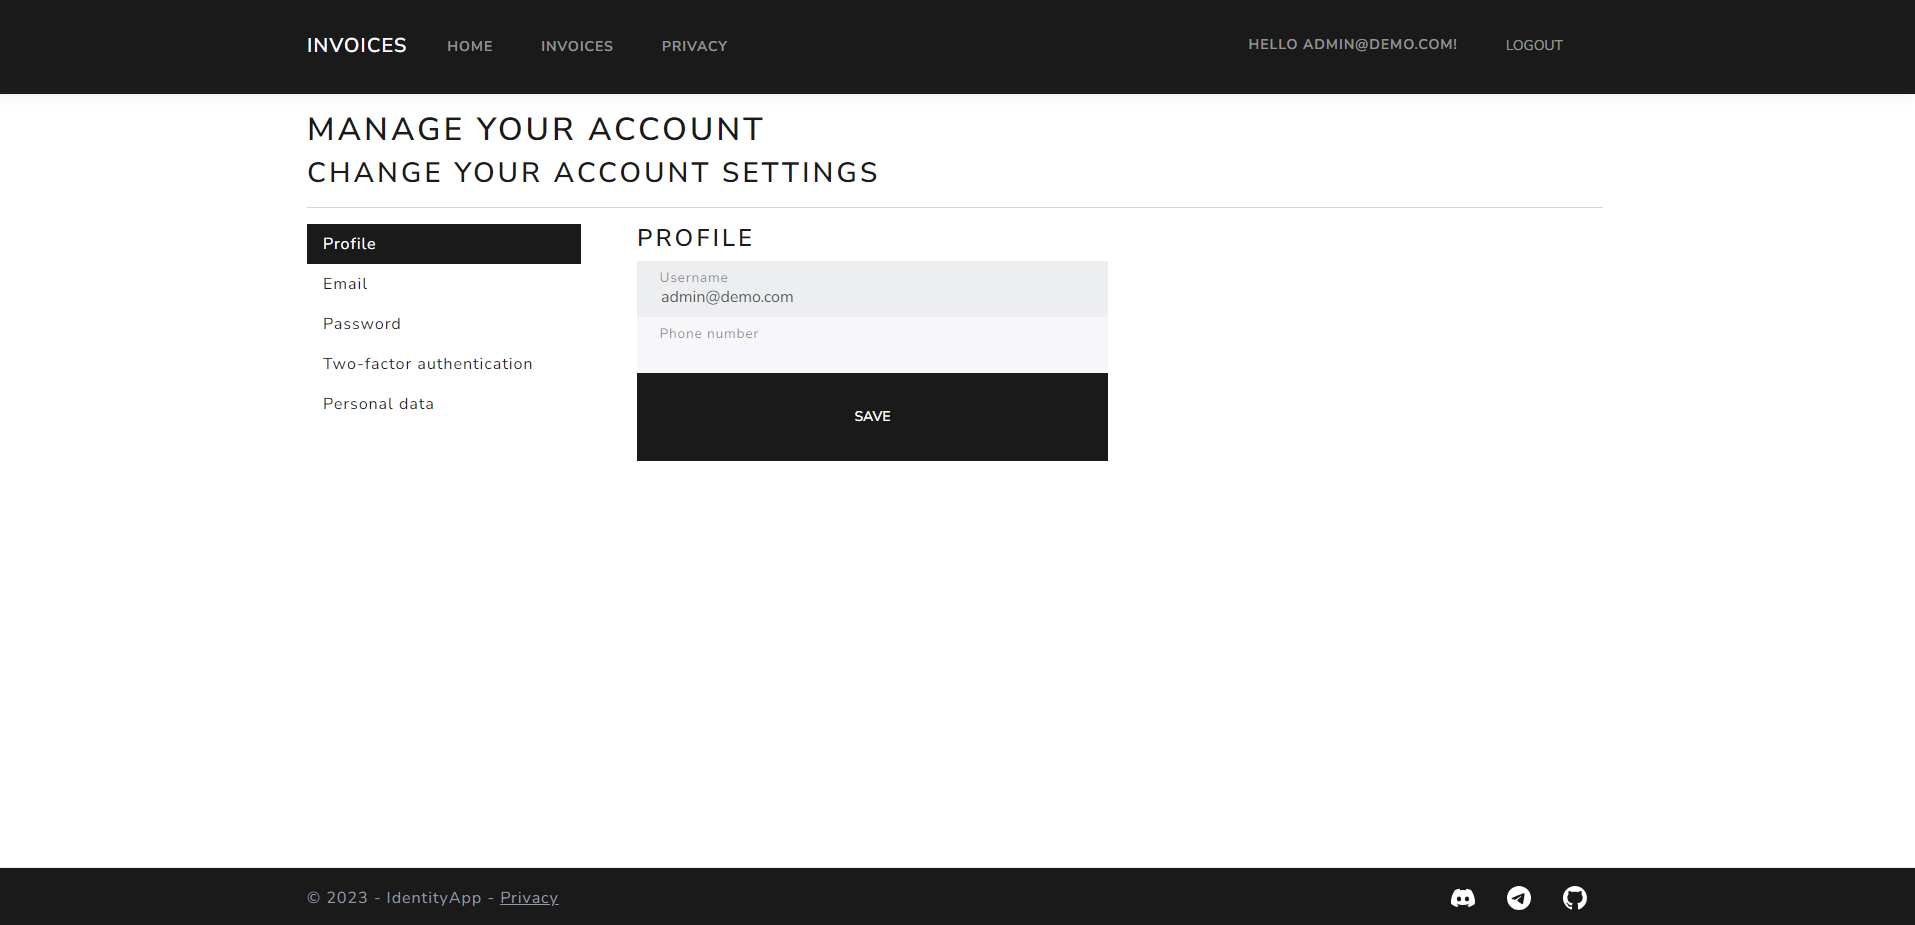 INVOICES HOME INVOICES PRIVACY HELLO ADMIN@DEMO.COM! LOGOUT
MANAGE YOUR ACCOUNT
CHANGE YOUR ACCOUNT SETTINGS
Profile
Email
Password
Two-factor authentication
Personal data
PROFILE
Username
admin@demo.com
Phone number
SAVE
© 2023 - IdentityApp - Privacy